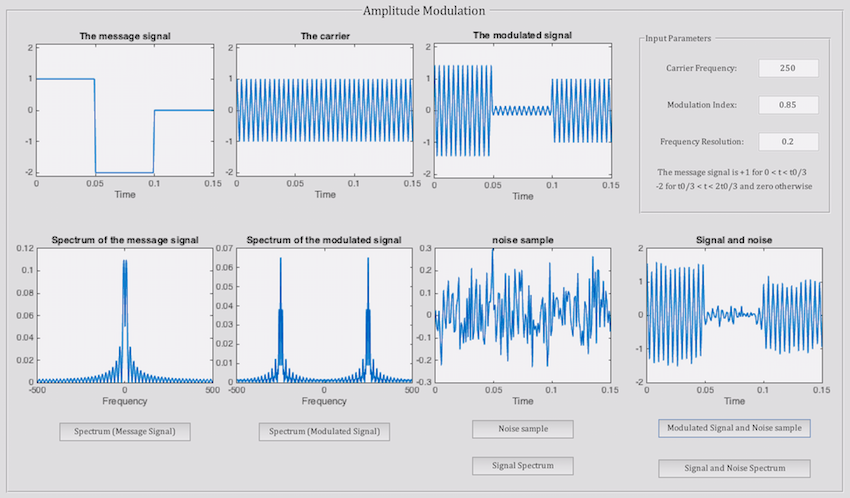 Amplitude Modulation
The message signal
2
1
0
-1
-2
0 0.05 0.1 0.15
Time
The carrier
2
1
0
-1
-2
0 0.05 0.1 0.15
Time
The modulated signal
2
1
0
-1
-2
0 0.05 0.1 0.15
Time
Input Parameters
Carrier Frequency: 250
Modulation Index: 0.85
Frequency Resolution: 0.2
The message signal is +1 for 0 < t < t0/3
-2 for t0/3 < t < 2t0/3 and zero otherwise
Spectrum of the message signal
0.12
0.1
0.08
0.06
0.04
0.02
0
-500 0 500
Frequency
Spectrum of the modulated signal
0.07
0.06
0.05
0.04
0.03
0.02
0.01
0
-500 0 500
Frequency
noise sample
0.3
0.2
0.1
0
-0.1
-0.2
-0.3
0 0.05 0.1 0.15
Time
Signal and noise
2
1
0
-1
-2
0 0.05 0.1 0.15
Time
Spectrum (Message Signal)
Spectrum (Modulated Signal)
Noise sample
Modulated Signal and Noise sample
Signal Spectrum
Signal and Noise Spectrum